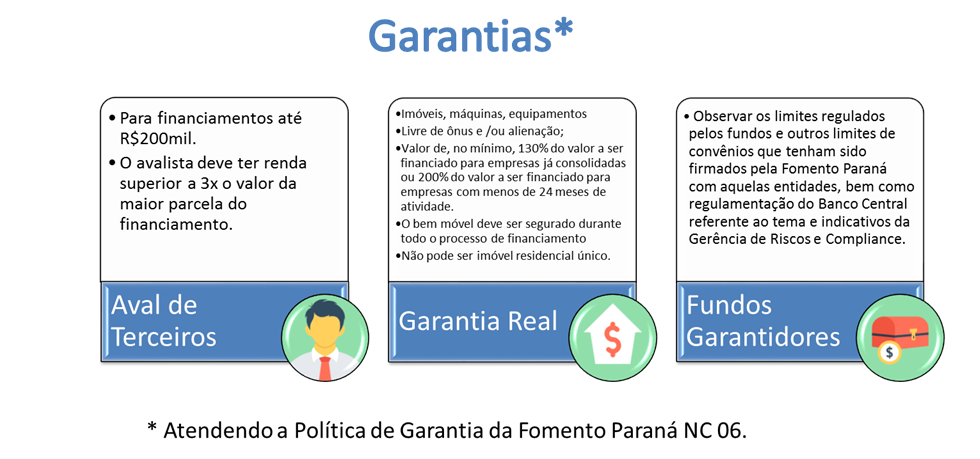 Garantias*
• Para financiamentos até
R$200mil.
• O avalista deve ter renda
superior a 3x o valor da
maior parcela do
financiamento.
Aval de
Terceiros
•Imóveis, máquinas, equipamentos
•Livre de ônus e /ou alienação;
•Valor de, no mínimo, 130% do valor a ser
financiado para empresas já consolidadas
ou 200% do valor a ser financiado para
empresas com menos de 24 meses de
atividade.
•O bem móvel deve ser segurado durante
todo o processo de financiamento
•Não pode ser imóvel residencial único.
Garantia Real
$
• Observar os limites regulados
pelos fundos e outros limites de
convênios que tenham sido
firmados pela Fomento Paraná
com aquelas entidades, bem como
regulamentação do Banco Central
referente ao tema e indicativos da
Gerência de Riscos e Compliance.
Fundos
Garantidores
$
* Atendendo a Política de Garantia da Fomento Paraná NC 06.